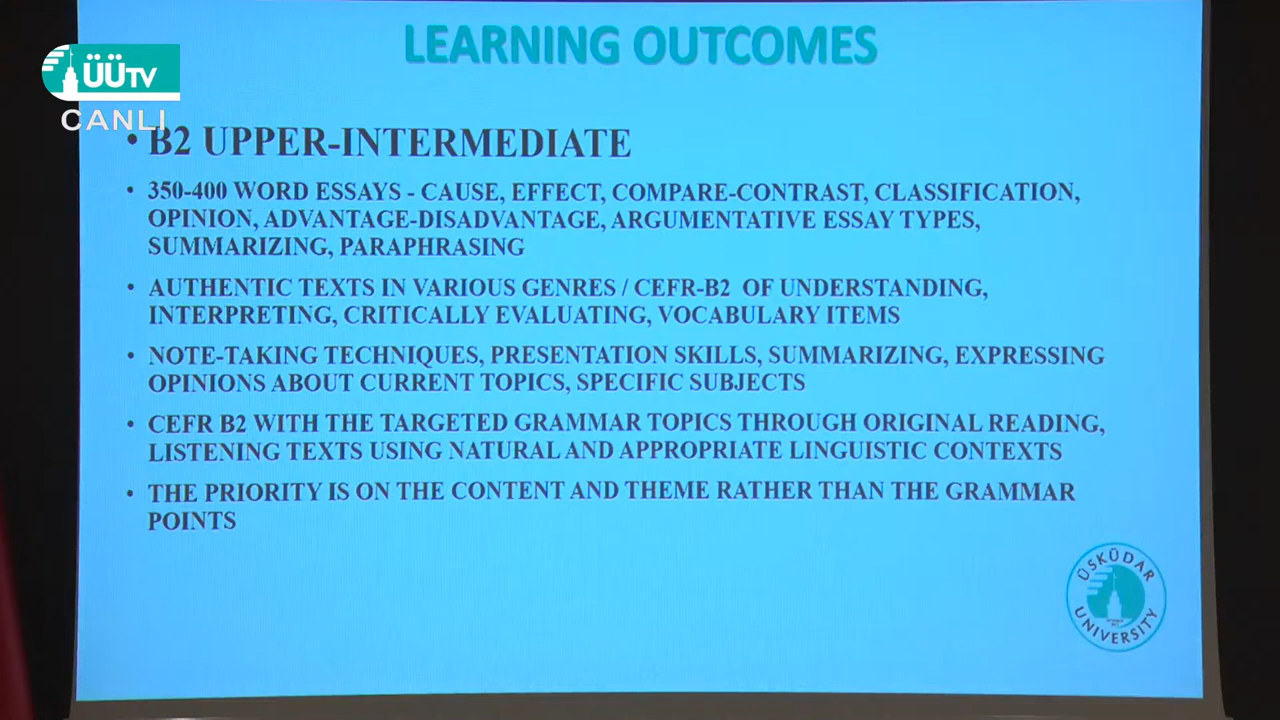 LEARNING OUTCOMES
ÜÜTV
CANLI
• B2 UPPER-INTERMEDIATE
• 350-400 WORD ESSAYS - CAUSE, EFFECT, COMPARE-CONTRAST, CLASSIFICATION,
OPINION, ADVANTAGE-DISADVANTAGE, ARGUMENTATIVE ESSAY TYPES,
SUMMARIZING, PARAPHRASING
• AUTHENTIC TEXTS IN VARIOUS GENRES / CEFR-B2 OF UNDERSTANDING,
INTERPRETING, CRITICALLY EVALUATING, VOCABULARY ITEMS
• NOTE-TAKING TECHNIQUES, PRESENTATION SKILLS, SUMMARIZING, EXPRESSING
OPINIONS ABOUT CURRENT TOPICS, SPECIFIC SUBJECTS
• CEFR B2 WITH THE TARGETED GRAMMAR TOPICS THROUGH ORIGINAL READING,
LISTENING TEXTS USING NATURAL AND APPROPRIATE LINGUISTIC CONTEXTS
• THE PRIORITY IS ON THE CONTENT AND THEME RATHER THAN THE GRAMMAR
POINTS
ÜSKÜDAR
UNIVERSITY